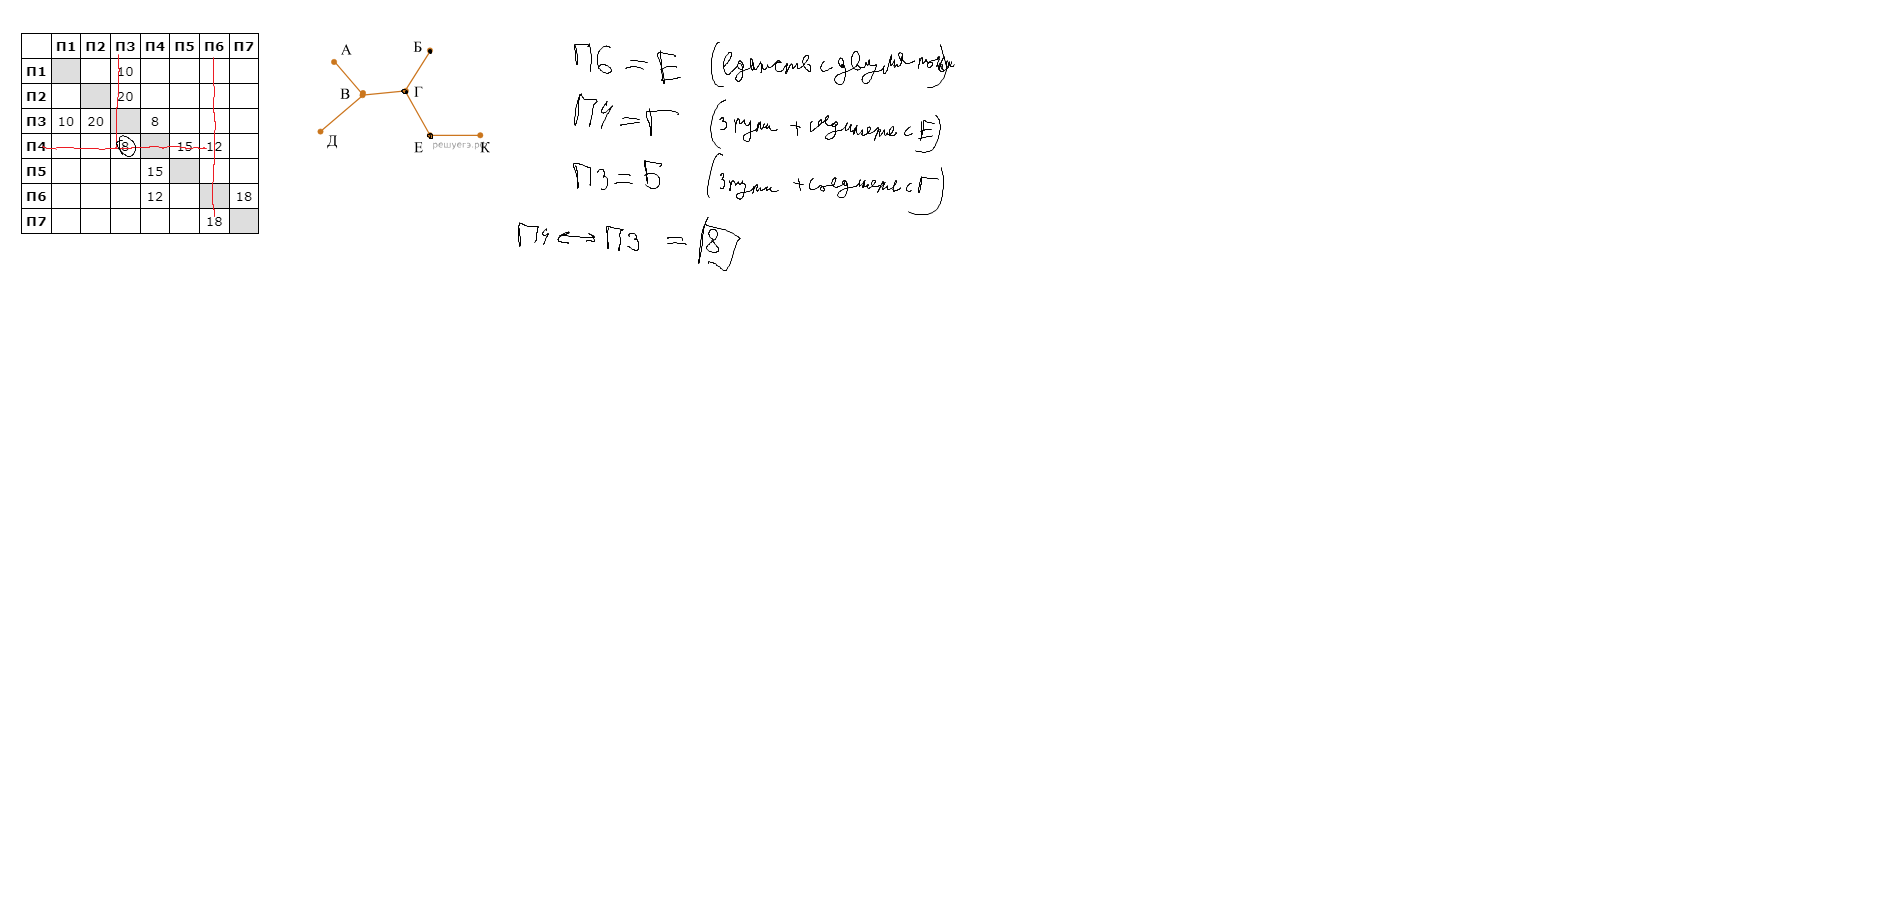 П1 П2 П3 П4 П5 П6 П7
П1 10
П2 20
П3 10 20 8
П4 8 15 12
П5 15
П6 12 18
П7 18
А
Б
В
Г
Д
Е
К
решуегэ.р
П6 = Е (единств с двумя
П4 = Г (3 пути + соединение с Е)
П3 = Б (3 пути + соединение с Г)
П4 ↔ П3 = 8